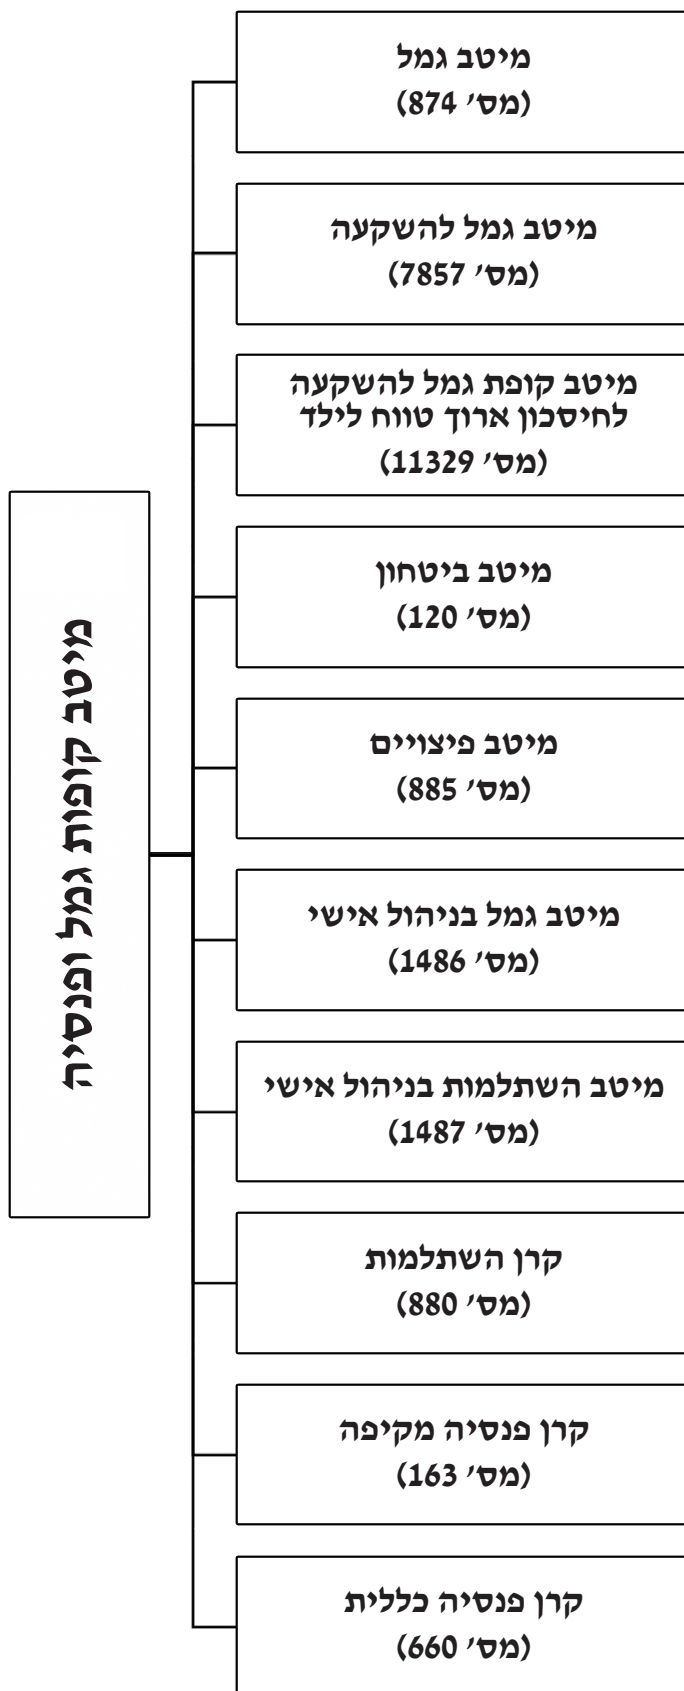 מיטב קופות גמל ופנסיה
מיטב גמל
(מס׳ 874)
מיטב גמל להשקעה
(מס׳ 7857)
מיטב קופת גמל להשקעה
לחיסכון ארוך טווח לילד
(מס׳ 11329)
מיטב ביטחון
(מס׳ 120)
מיטב פיצויים
(מס׳ 885)
מיטב גמל בניהול אישי
(מס׳ 1486)
מיטב השתלמות בניהול אישי
(מס׳ 1487)
קרן השתלמות
(מס׳ 880)
קרן פנסיה מקיפה
(מס׳ 163)
קרן פנסיה כללית
(מס׳ 660)